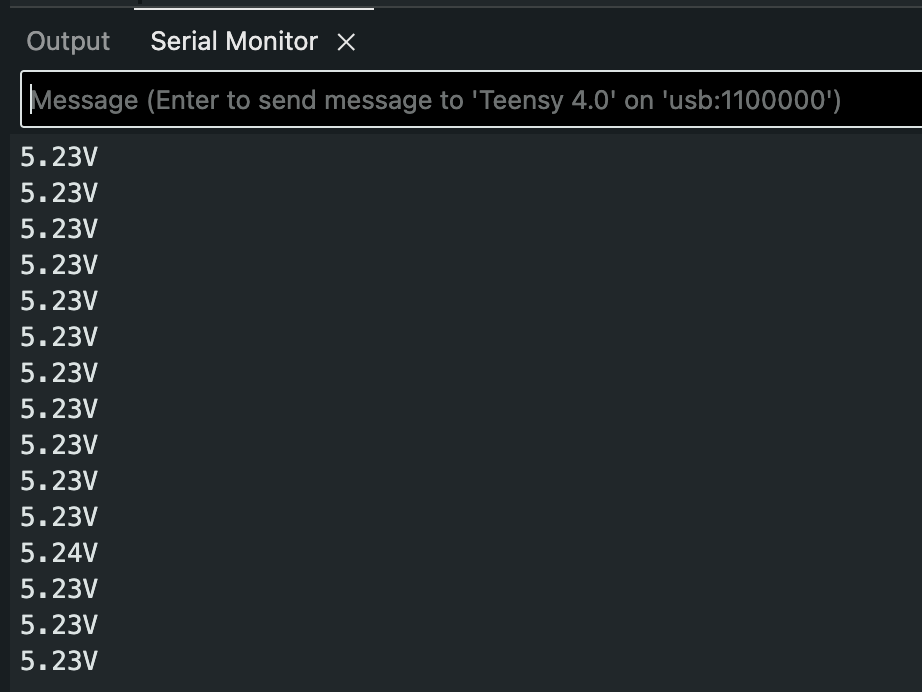 Output Serial Monitor
Message (Enter to send message to 'Teensy 4.0' on 'usb:1100000')
5.23V
5.23V
5.23V
5.23V
5.23V
5.23V
5.23V
5.23V
5.23V
5.23V
5.23V
5.24V
5.23V
5.23V
5.23V